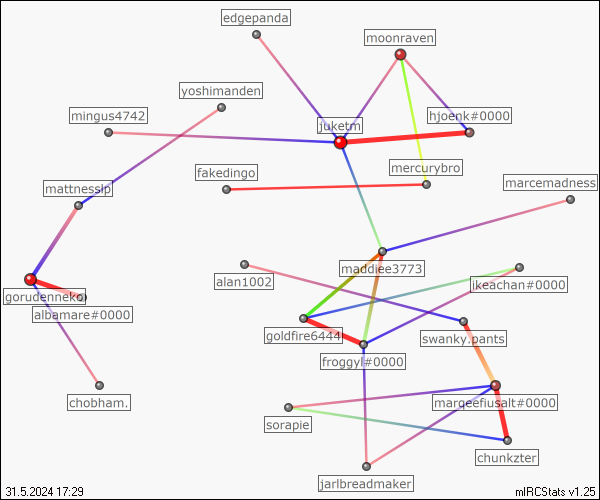 edgepanda
moonraven
yoshimanden
mingus4742
hjoenk#0000
juketm
mercurybro
fakedingo
marcemadness
mattnesslp
maddiee3773
alan1002
ikeachan#0000
gorudenneko
albamare#0000
goldfire6444
swanky.pants
froggyl#0000
chobham.
marqeefiusalt#0000
sorapie
chunkzter
jarlbreadmaker
31.5.2024 17:29
mIRCStats v1.25